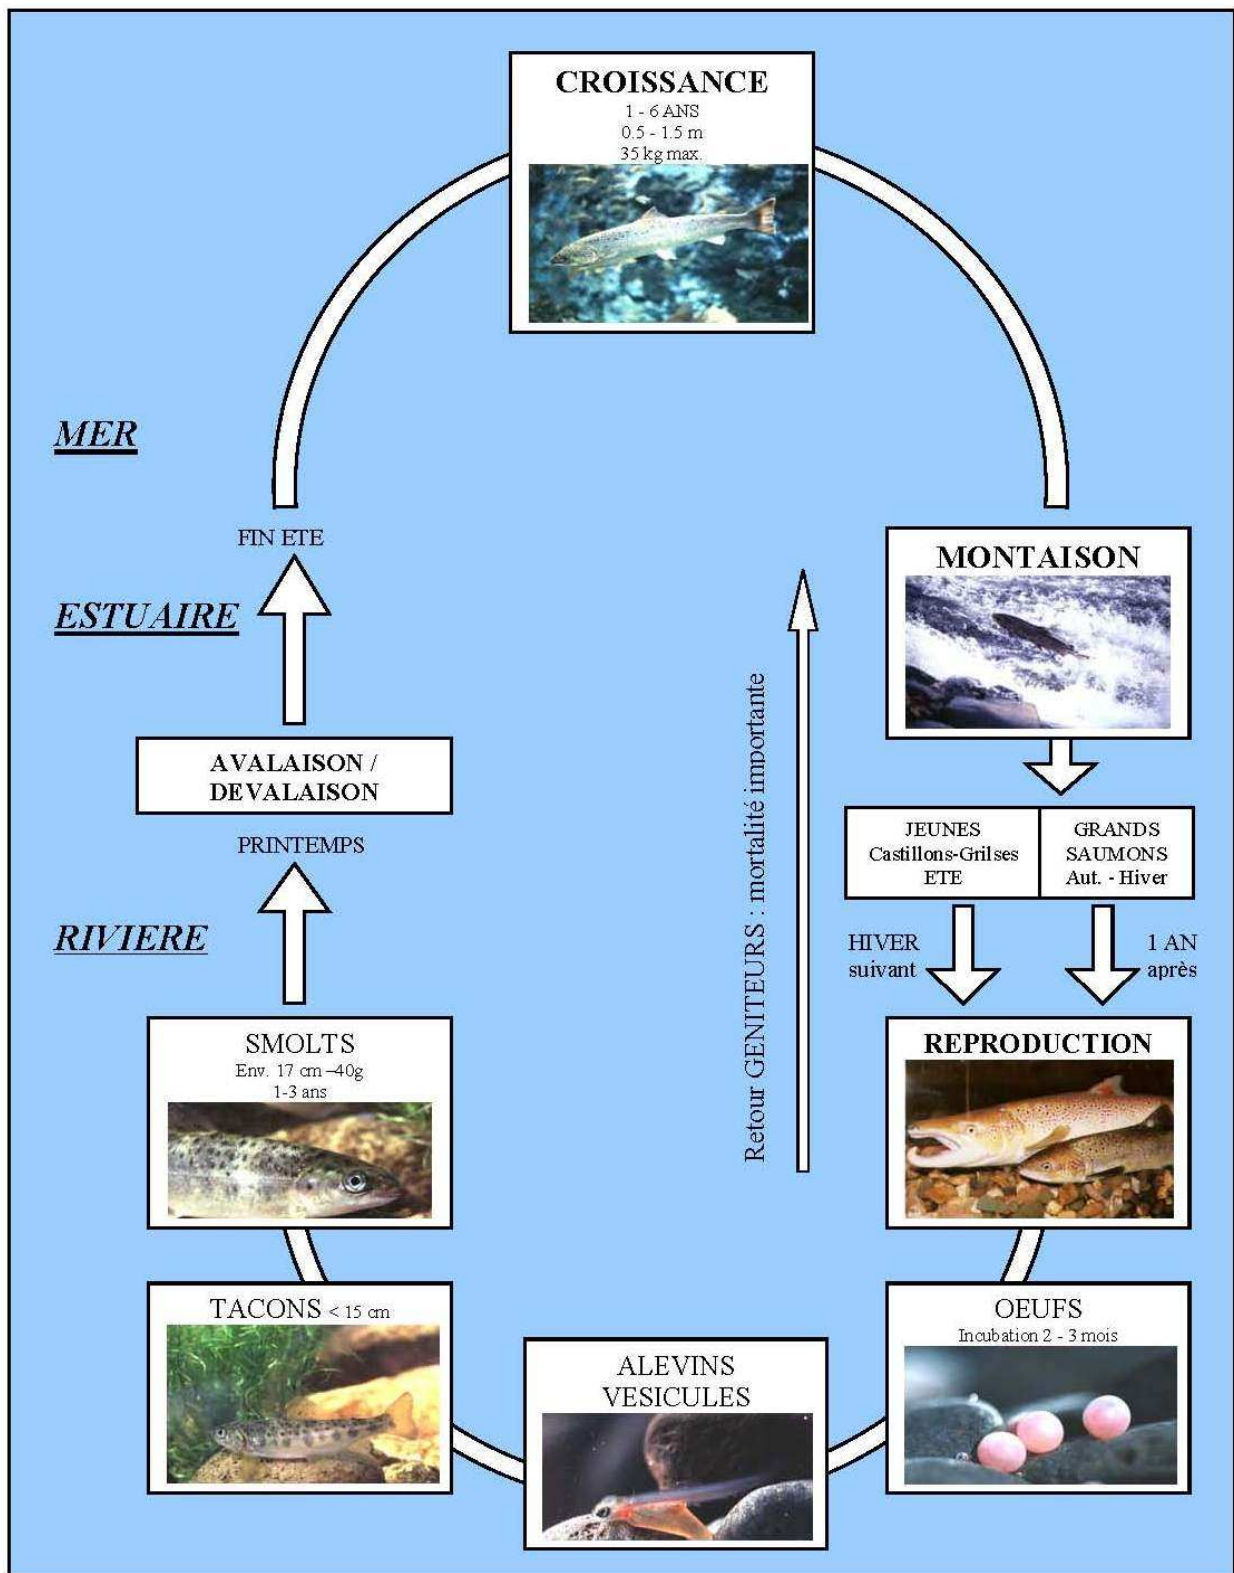 CROISSANCE
1 - 6 ANS
0.5 - 1.5 m
35 kg max.
MER
FIN ETE
ESTUAIRE
AVALAISON /
DEVALAISON
PRINTEMPS
RIVIERE
MONTAISON
JEUNES
Castillons-Grilses
ETE
GRANDS
SAUMONS
Aut. - Hiver
HIVER
suivant
1 AN
après
Retour GENITEURS : mortalité importante
REPRODUCTION
SMOLTS
Env. 17 cm –40g
1-3 ans
TACONS < 15 cm
ALEVINS
VESICULES
OEUFS
Incubation 2 - 3 mois